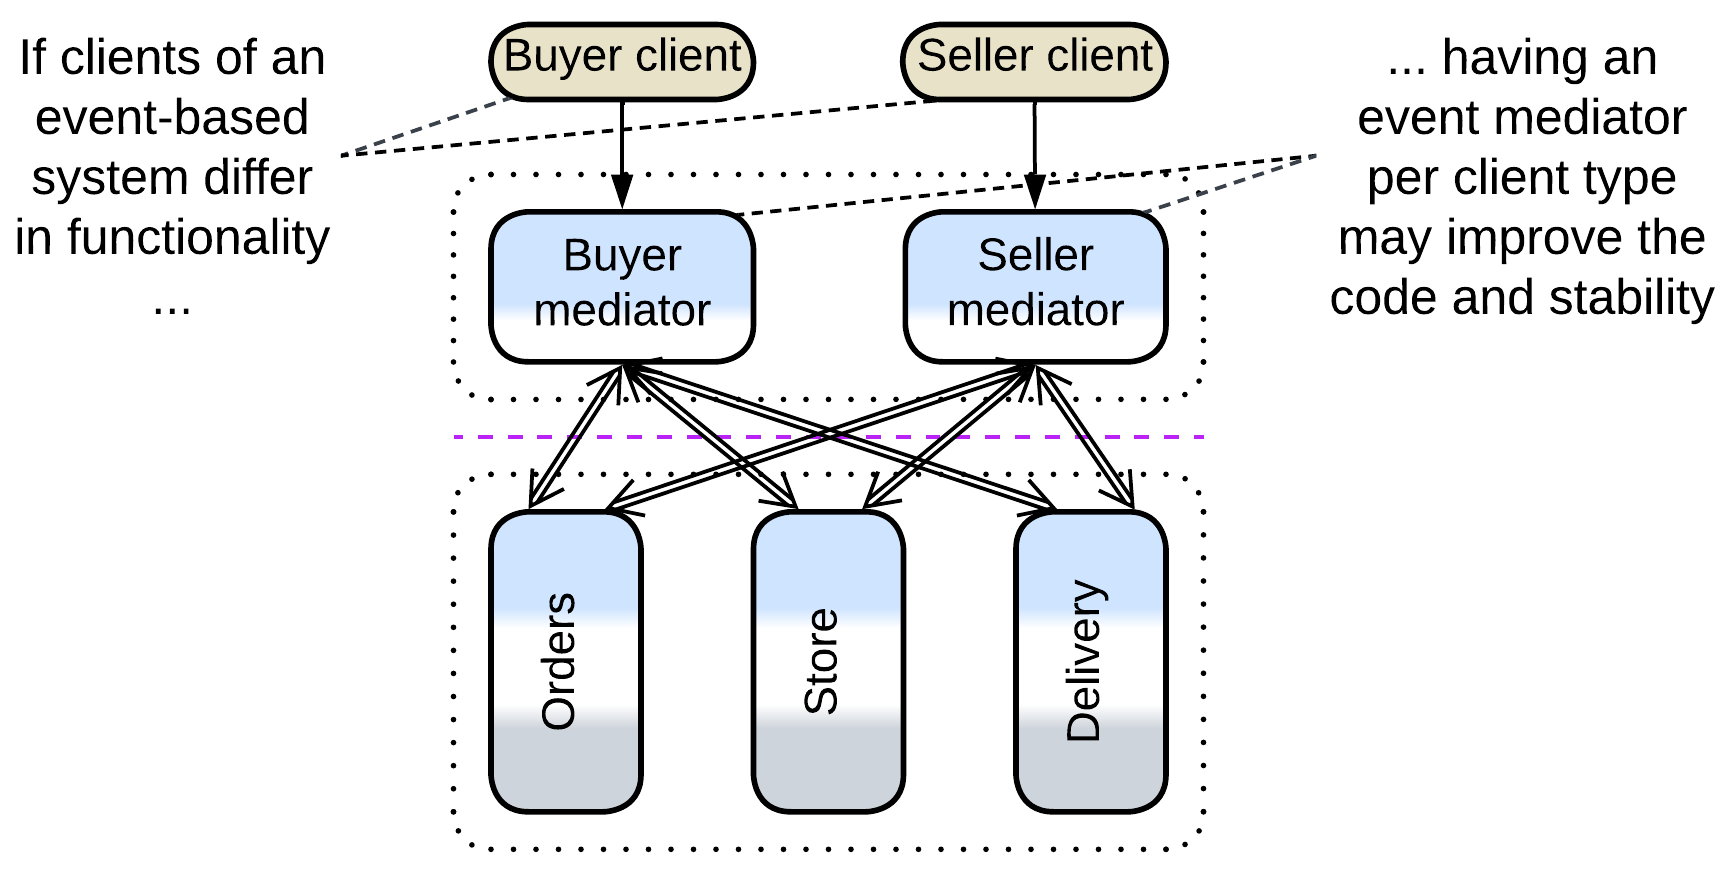 If clients of an
event-based
system differ
in functionality
...
Buyer client
Seller client
... having an
event mediator
per client type
may improve the
code and stability
Buyer
mediator
Seller
mediator
Orders
Store
Delivery